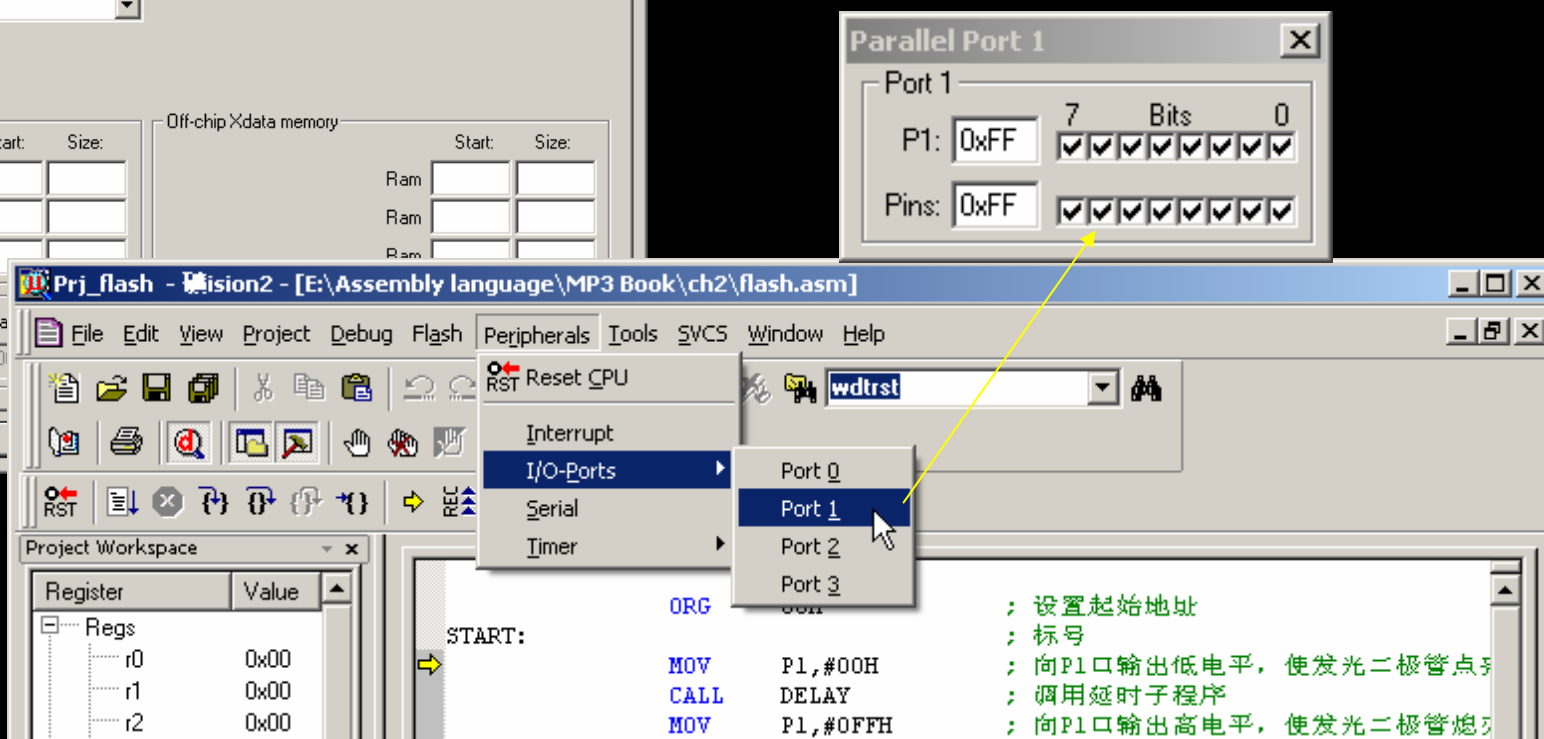 Parallel Port 1
Port 1
7 Bits 0
P1: 0xFF
Pins: 0xFF
Off-chip Xdata memory
Size:
Start: Size:
Ram
Ram
Ram
Prj_flash - [E:\Assembly language\MP3 Book\ch2\flash.asm]
File Edit View Project Debug Flash Peripherals Tools SVCS Window Help
RST Reset CPU
wdtrst
Interrupt
I/O-Ports
Serial
Timer
Port 0
Port 1
Port 2
Port 3
RST
REC
Project Workspace
Register Value
Regs
r0 0x00
r1 0x00
r2 0x00
ORG ; 设置起始地址
START: ; 标号
MOV P1,#00H ; 向P1口输出低电平，使发光二极管点
CALL DELAY ; 调用延时子程序
MOV P1,#0FFH ; 向P1口输出高电平，使发光二极管熄